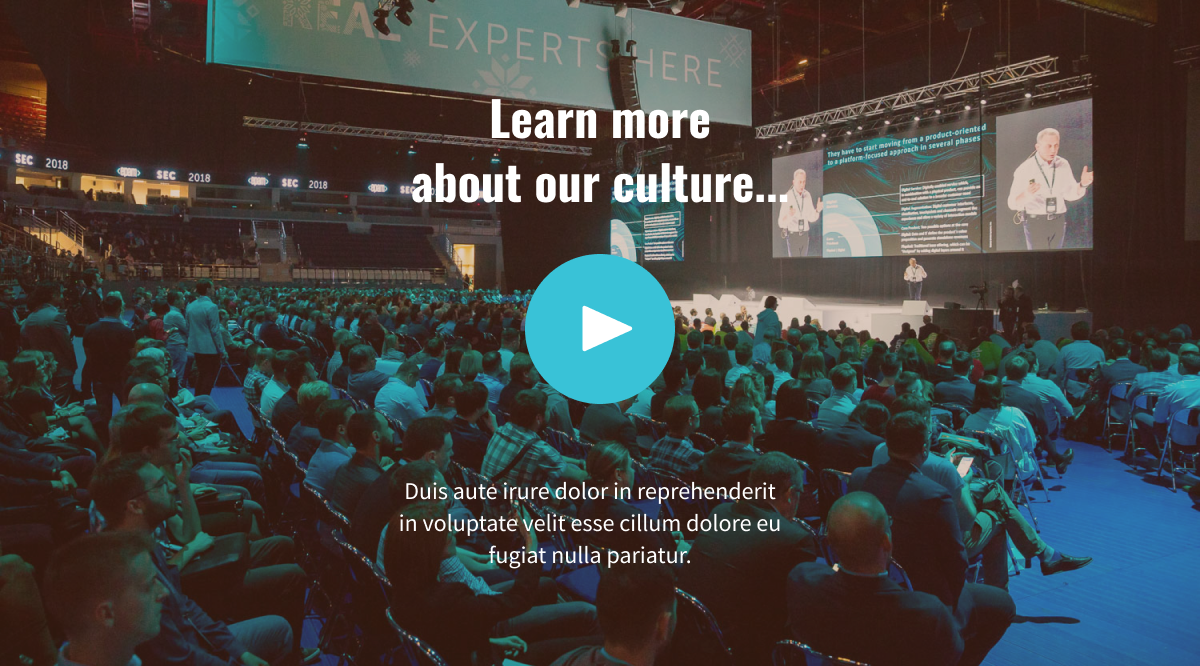 REAL EXPERTS HERE
Learn more
about our culture...
They have to start moving from a product-oriented
to a platform-focused approach in several phases
SEC 2018
SEC 2018
SEC 2018
SEC
Duis aute irure dolor in reprehenderit
in voluptate velit esse cillum dolore eu
fugiat nulla pariatur.